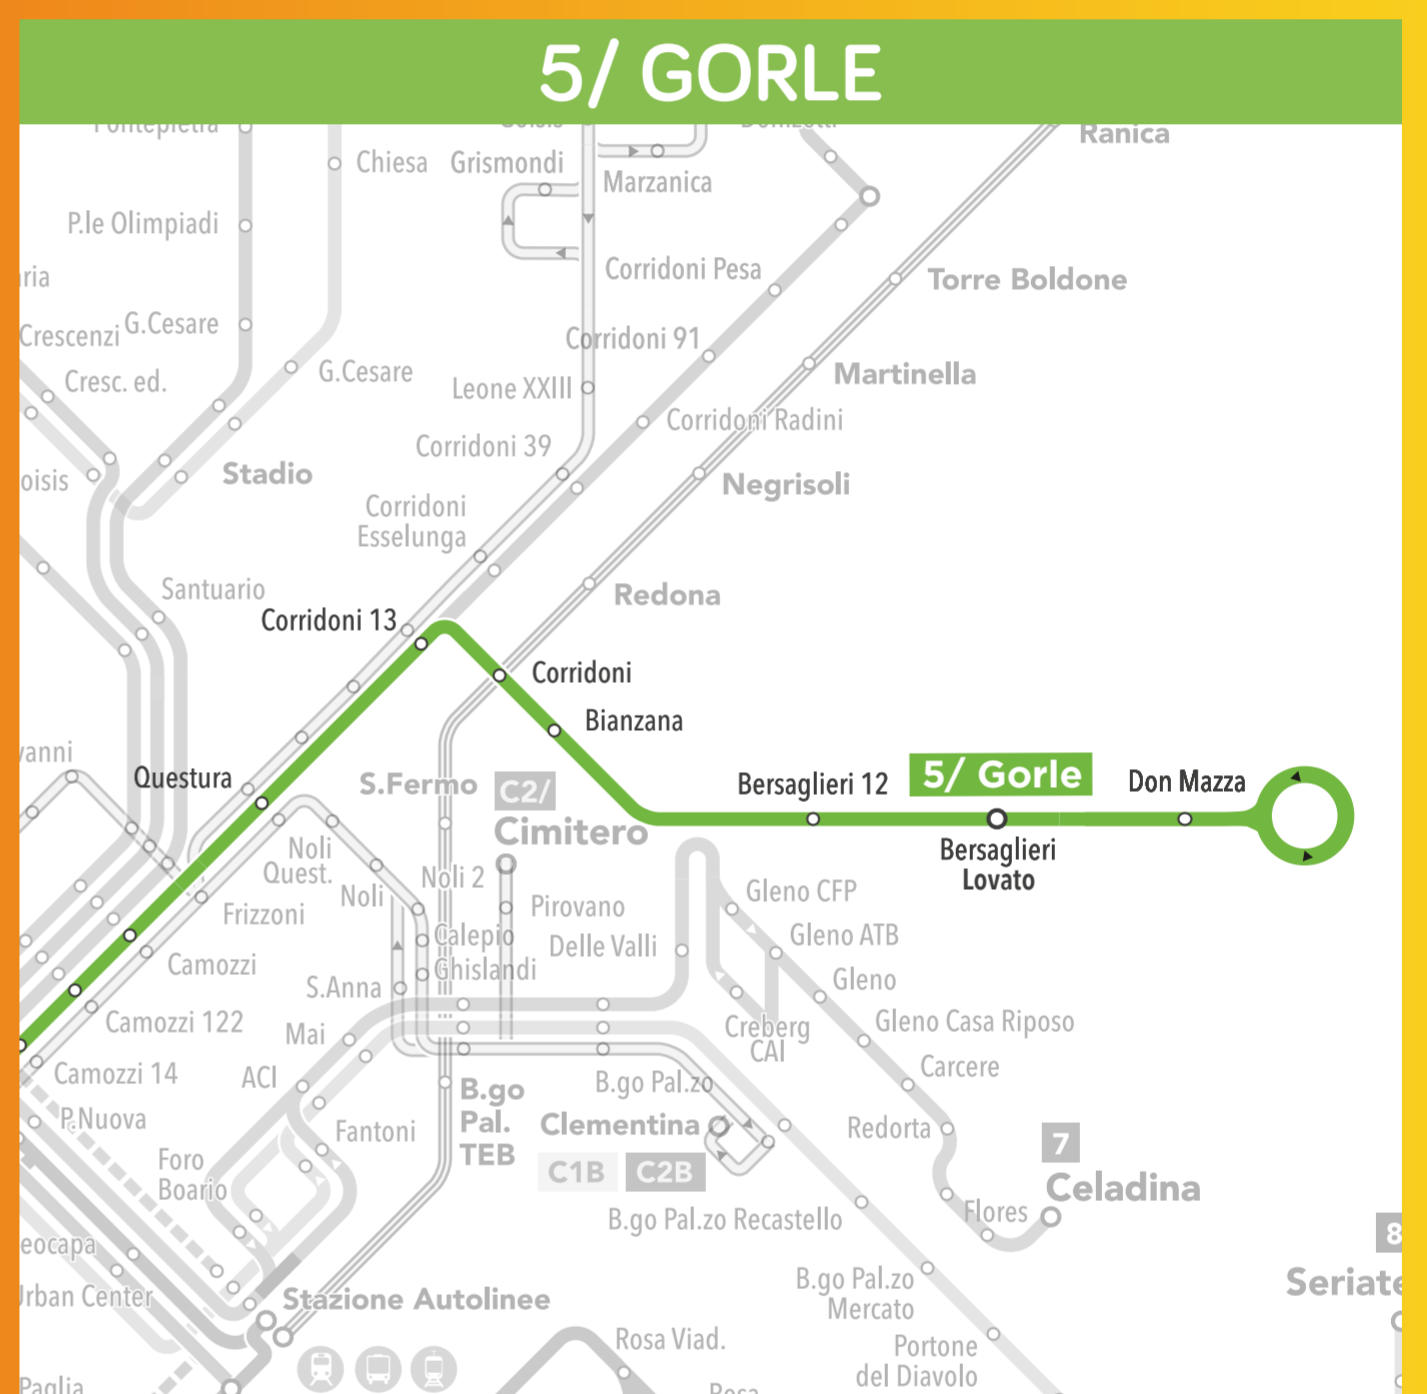 5/ GORLE
Ranica
Chiesa
Grismondi
Marzanica
P.le Olimpiadi
Corridoni Pesa
Torre Boldone
G.Cesare
Crescenzi
Corridoni 91
G.Cesare
Cresc. ed.
Leone XXIII
Martinella
Corridoni Radini
Corridoni 39
Stadio
Negrisoli
Corridoni
Esselunga
Santuario
Redona
Corridoni 13
Corridoni
Bianzana
Questura
S.Fermo
C2/
Cimitero
Bersaglieri 12
5/ Gorle
Don Mazza
Bersaglieri
Lovato
Noli
Quest.
Noli
Noli 2
Gleno CFP
Pirovano
Frizzoni
Calepio
Delle Valli
Gleno ATB
Camozzi
Ghislandi
S.Anna
Gleno
Camozzi 122
Mai
Creberg
CAI
Gleno Casa Riposo
Camozzi 14
ACI
B.go Pal.zo
Carcere
B.go
Pal.
TEB
P.Nuova
Fantoni
Clementina
Redorta
7
Celadina
Foro
Boario
C1B
C2B
Flores
B.go Pal.zo Recastello
8
Urban Center
B.go Pal.zo
Mercato
Seriate
Stazione Autolinee
Rosa Viad.
Portone
del Diavolo